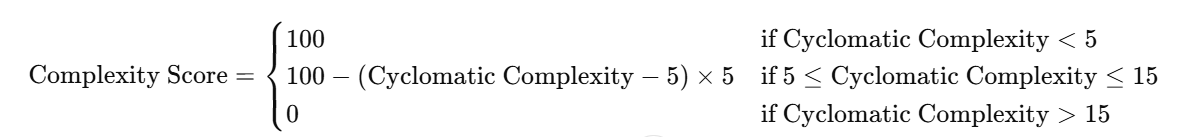 100 if Cyclomatic Complexity < 5
Complexity Score = { 100 − (Cyclomatic Complexity − 5) × 5 if 5 ≤ Cyclomatic Complexity ≤ 15
0 if Cyclomatic Complexity > 15